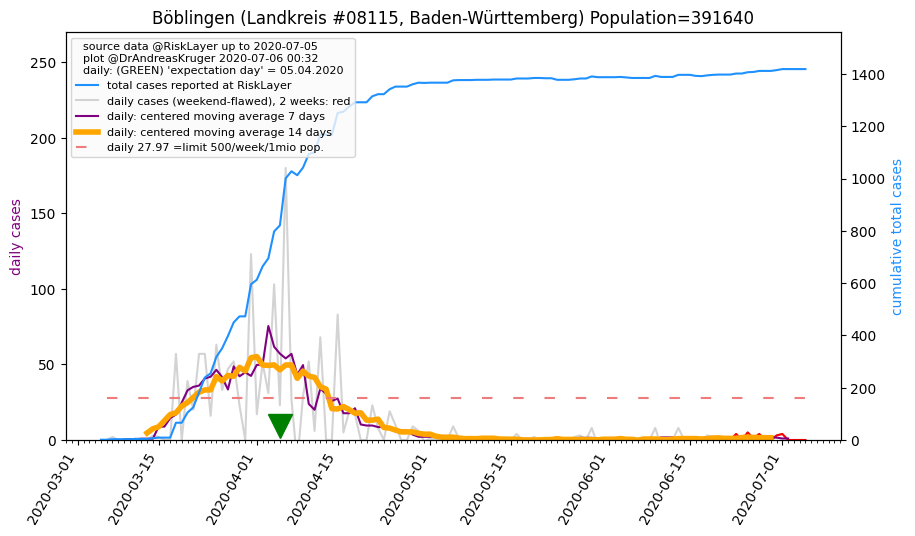 Böblingen (Landkreis #08115, Baden-Württemberg) Population=391640
source data @RiskLayer up to 2020-07-05
plot @DrAndreasKruger 2020-07-06 00:32
daily: (GREEN) 'expectation day' = 05.04.2020
total cases reported at RiskLayer
daily cases (weekend-flawed), 2 weeks: red
daily: centered moving average 7 days
daily: centered moving average 14 days
daily 27.97 =limit 500/week/1mio pop.
daily cases
250
200
150
100
50
0
cumulative total cases
1400
1200
1000
800
600
400
200
0
2020-03-01
2020-03-15
2020-04-01
2020-04-15
2020-05-01
2020-05-15
2020-06-01
2020-06-15
2020-07-01